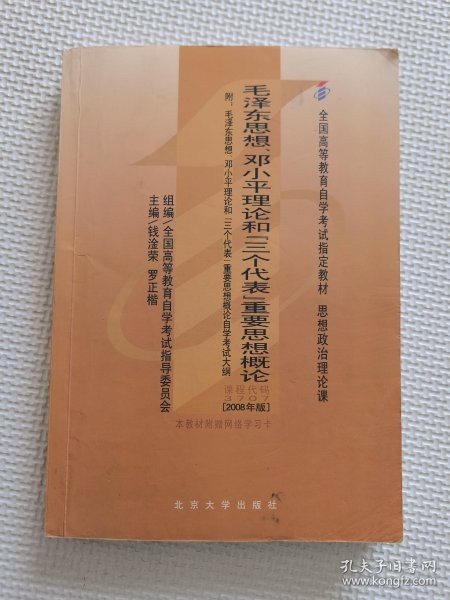 全国高等教育自学考试指定教材 思想政治理论课
毛泽东思想、邓小平理论和「三个代表」重要思想概论
附：毛泽东思想、邓小平理论和「三个代表」重要思想概论自学考试大纲
课程代码
3707
[2008年版]
组编/全国高等教育自学考试指导委员会
主编/钱淦荣 罗正楷
本教材附赠网络学习卡
北京大学出版社
孔夫子旧书网
www.kongfz.com